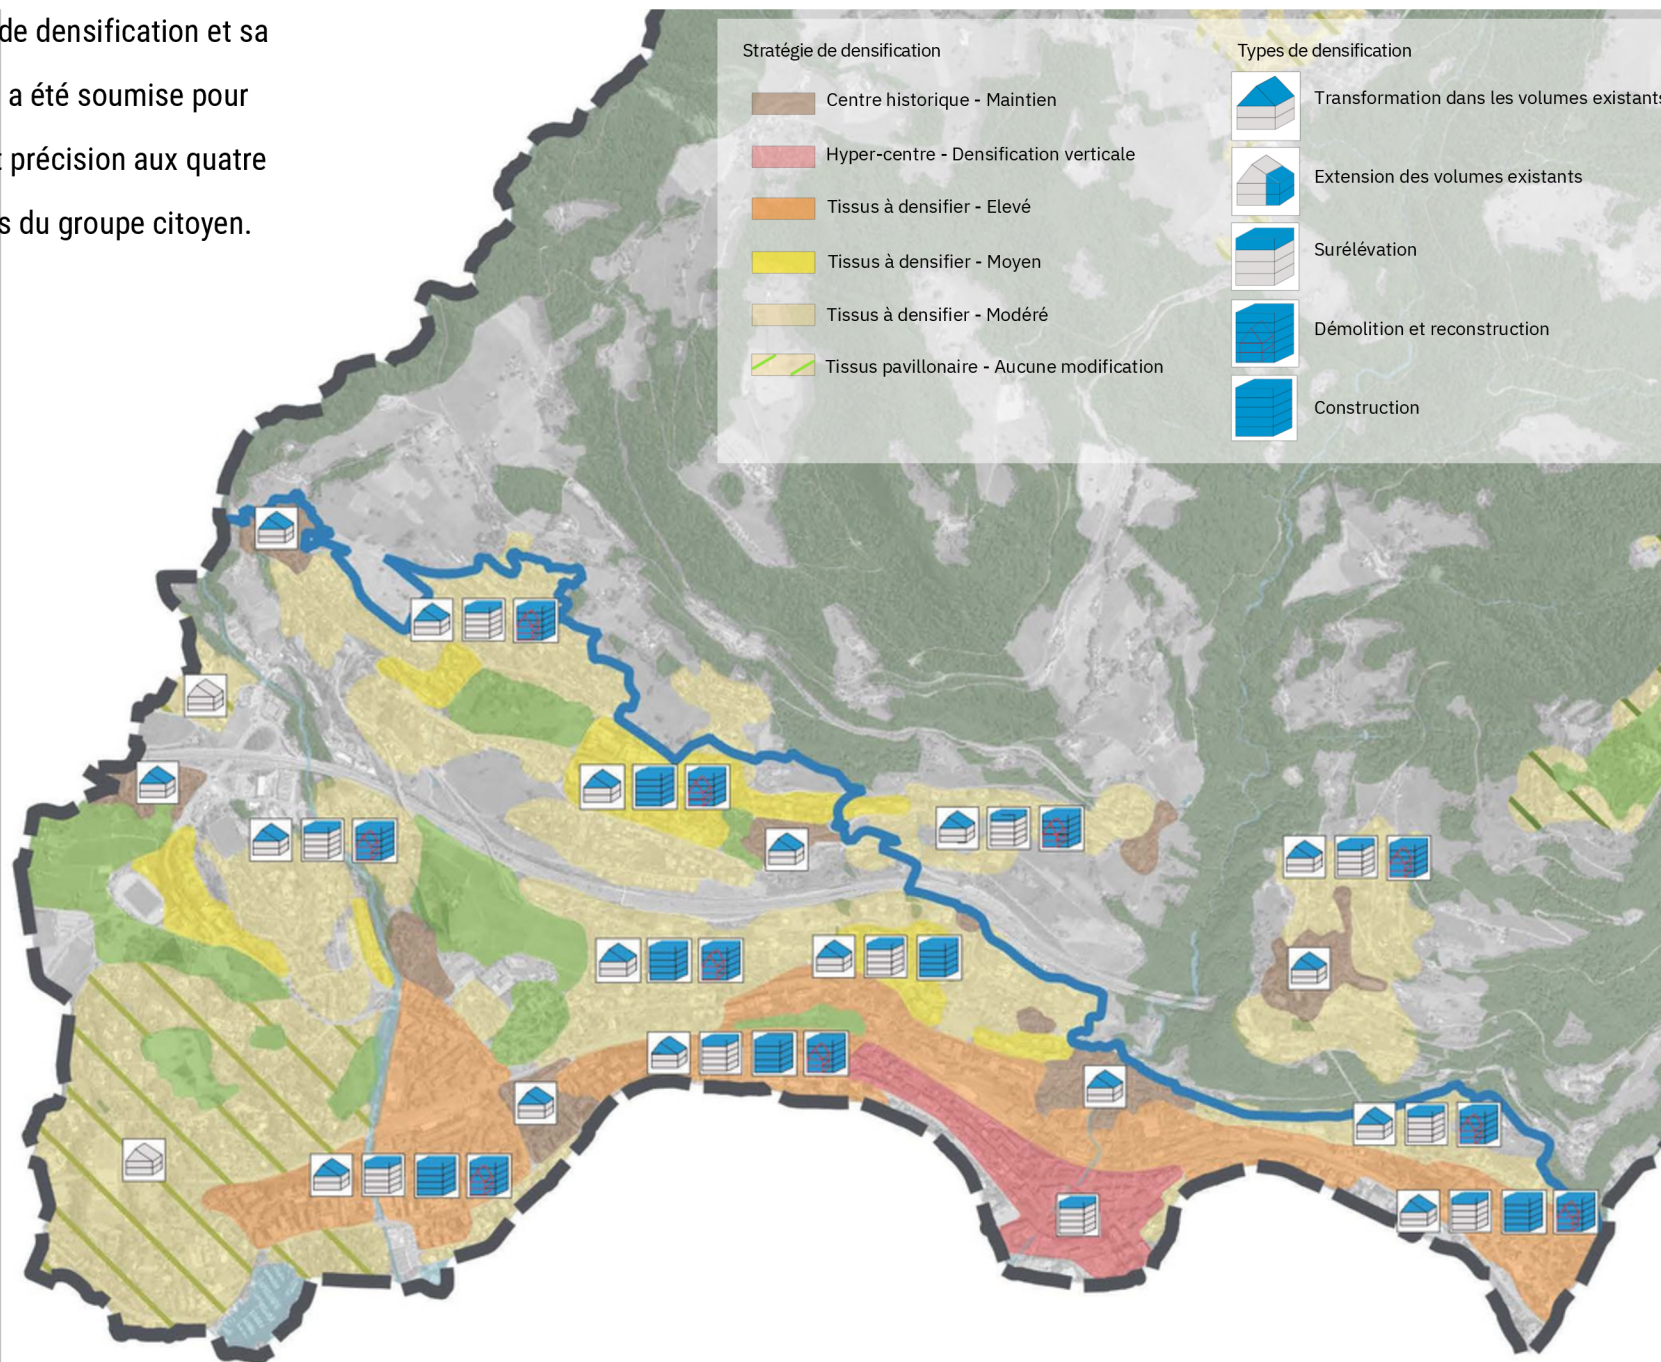 de densification et sa
a été soumise pour
précision aux quatre
s du groupe citoyen.
Stratégie de densification
Centre historique - Maintien
Hyper-centre - Densification verticale
Tissus à densifier - Elevé
Tissus à densifier - Moyen
Tissus à densifier - Modéré
Tissus pavillonaire - Aucune modification
Types de densification
Transformation dans les volumes existants
Extension des volumes existants
Surélévation
Démolition et reconstruction
Construction